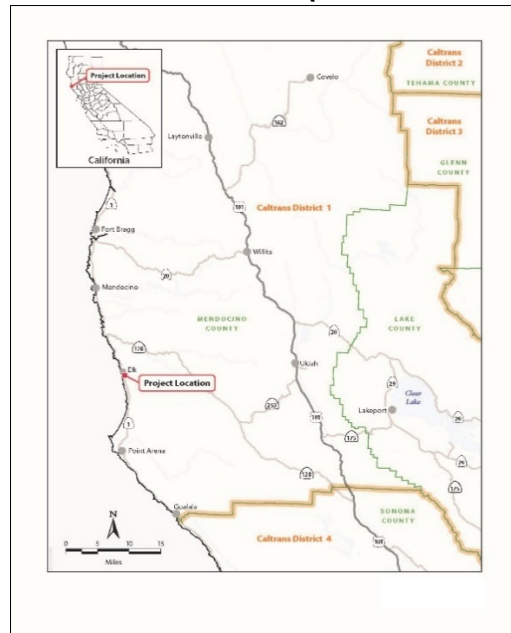 Project Location
California
Caltrans
District 2
TEHAMA COUNTY
Caltrans
District 3
GLENN
COUNTY
Covelo
162
Laytonville
1
101
Caltrans District 1
Fort Bragg
Willits
20
Mendocino
MENDOCINO
COUNTY
LAKE
COUNTY
20
128
Ukiah
Elk
Project Location
29
Clear
Lake
253
Lakeport
20
1
101
175
29
Point Arena
128
175
Gualala
SONOMA
COUNTY
N
Caltrans District 4
101
0 5 10 15
Miles